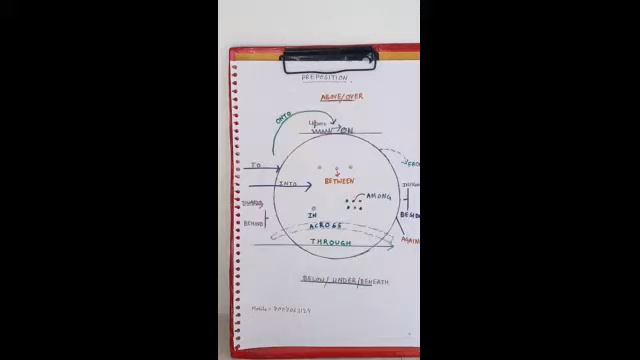 PREPOSITION
ABOVE/OVER
ONTO
Upon
ON
TO
INTO
BETWEEN
AMONG
IN
BEHIND
ACROSS
THROUGH
BELOW/UNDER/BENEATH